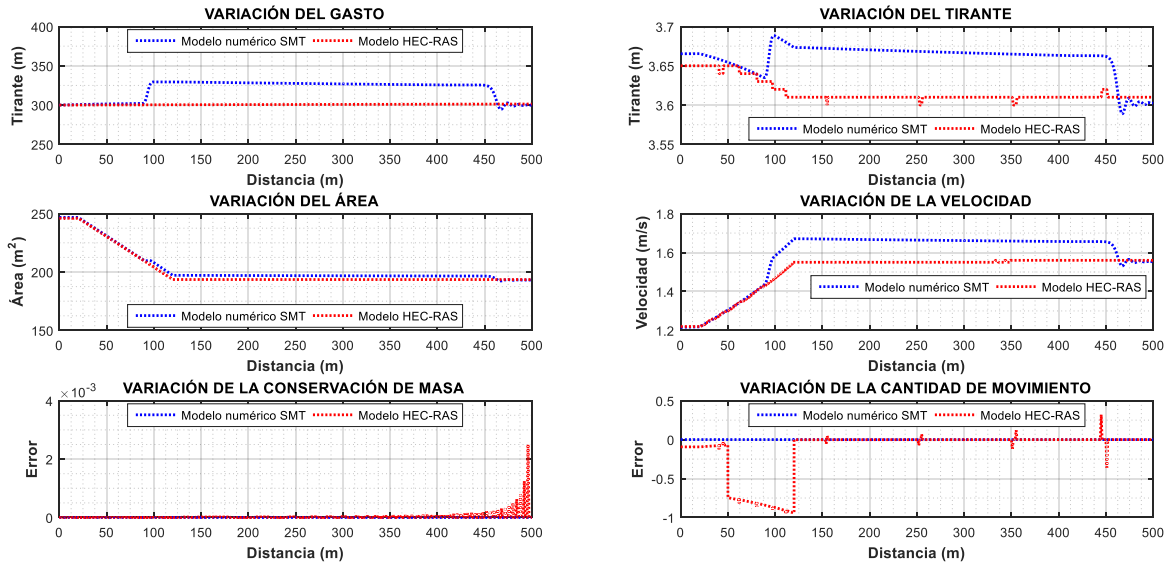 VARIACIÓN DEL GASTO
400
350
300
250
Tirante (m)
Modelo numérico SMT
Modelo HEC-RAS
0 50 100 150 200 250 300 350 400 450 500
Distancia (m)
VARIACIÓN DEL TIRANTE
3.7
3.65
3.6
3.55
Tirante (m)
Modelo numérico SMT
Modelo HEC-RAS
0 50 100 150 200 250 300 350 400 450 500
Distancia (m)
VARIACIÓN DEL ÁREA
250
200
150
Área (m²)
Modelo numérico SMT
Modelo HEC-RAS
0 50 100 150 200 250 300 350 400 450 500
Distancia (m)
VARIACIÓN DE LA VELOCIDAD
1.8
1.6
1.4
1.2
Velocidad (m/s)
Modelo numérico SMT
Modelo HEC-RAS
0 50 100 150 200 250 300 350 400 450 500
Distancia (m)
VARIACIÓN DE LA CONSERVACIÓN DE MASA
×10⁻³
4
2
0
Error
Modelo numérico SMT
Modelo HEC-RAS
0 50 100 150 200 250 300 350 400 450 500
Distancia (m)
VARIACIÓN DE LA CANTIDAD DE MOVIMIENTO
0.5
0
-0.5
-1
Error
Modelo numérico SMT
Modelo HEC-RAS
0 50 100 150 200 250 300 350 400 450 500
Distancia (m)